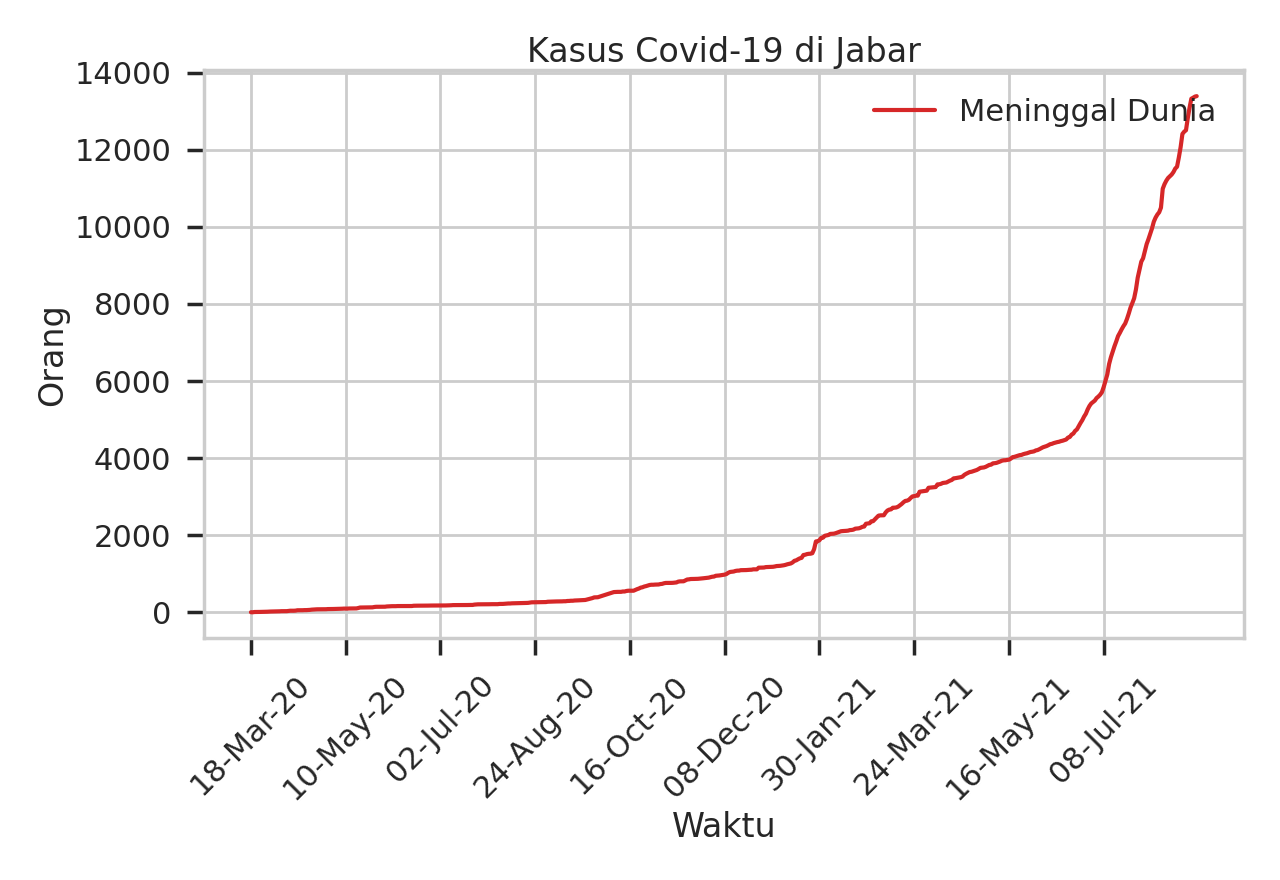 Kasus Covid-19 di Jabar
14000
12000
10000
8000
6000
4000
2000
0
Orang
Meninggal Dunia
18-Mar-20
10-May-20
02-Jul-20
24-Aug-20
16-Oct-20
08-Dec-20
30-Jan-21
24-Mar-21
16-May-21
08-Jul-21
Waktu